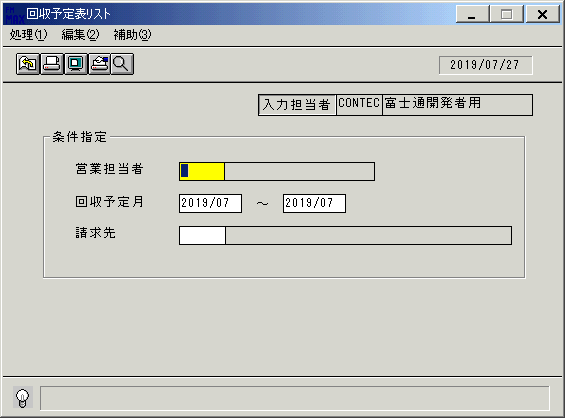 回収予定表リスト
処理(1) 編集(2) 補助(3)
2019/07/27
入力担当者 CONTEC 富士通開発者用
条件指定
営業担当者
回収予定月 2019/07 ～ 2019/07
請求先